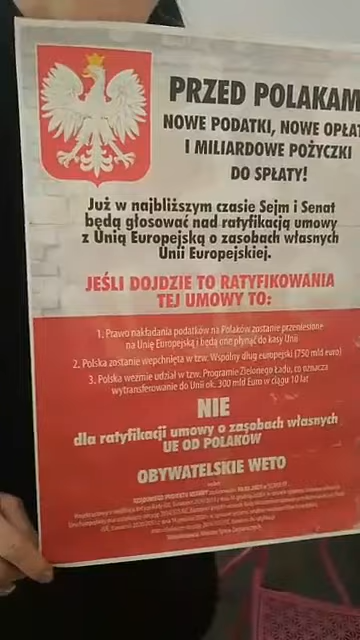 PRZED POLAKAM
NOWE PODATKI, NOWE OPŁAT
I MILIARDOWE POŻYCZKI
DO SPŁATY!
Już w najbliższym czasie Sejm i Senat
będą głosować nad ratyfikacją umowy
z Unią Europejską o zasobach własnych
Unii Europejskiej.
JEŚLI DOJDZIE TO RATYFIKOWANIA
TEJ UMOWY TO:
1. Prawo nakładania podatków na Polaków zostanie przeniesione
na Unię Europejską i będą one płynąć do kasy Unii
2. Polska zostanie wepchnięta w tzw. Wspólny dług europejski (750 mld euro)
3. Polska weźmie udział w tzw. Programie Zielonego Ładu, co oznacza
wytransferowanie do Unii ok. 300 mld Euro w ciągu 10 lat
NIE
dla ratyfikacji umowy o zasobach własnych
UE OD POLAKÓW
OBYWATELSKIE WETO